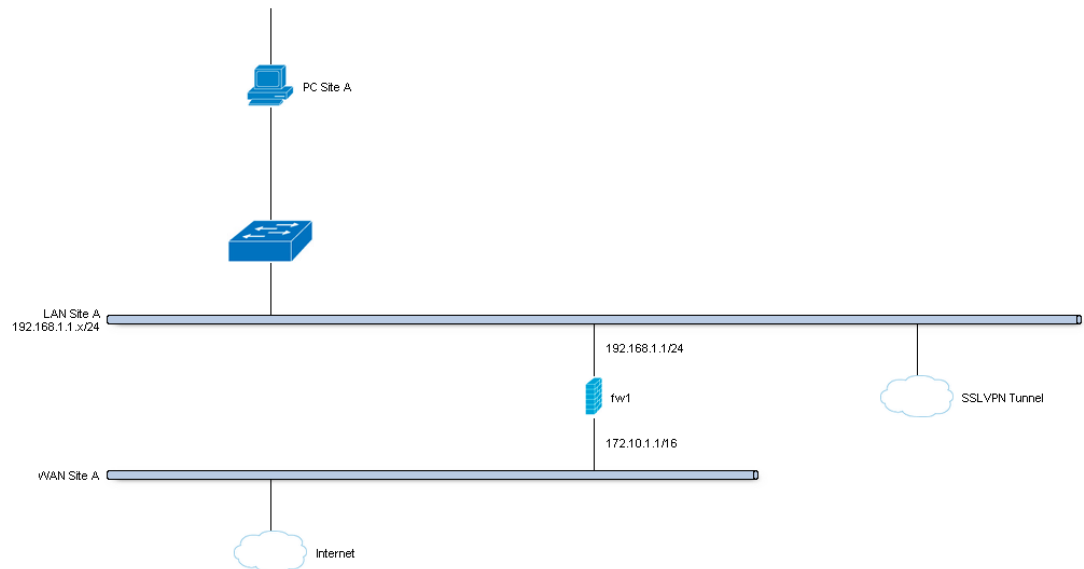 PC Site A
LAN Site A
192.168.1.1.x/24
192.168.1.1/24
fw1
SSLVPN Tunnel
172.10.1.1/16
WAN Site A
Internet